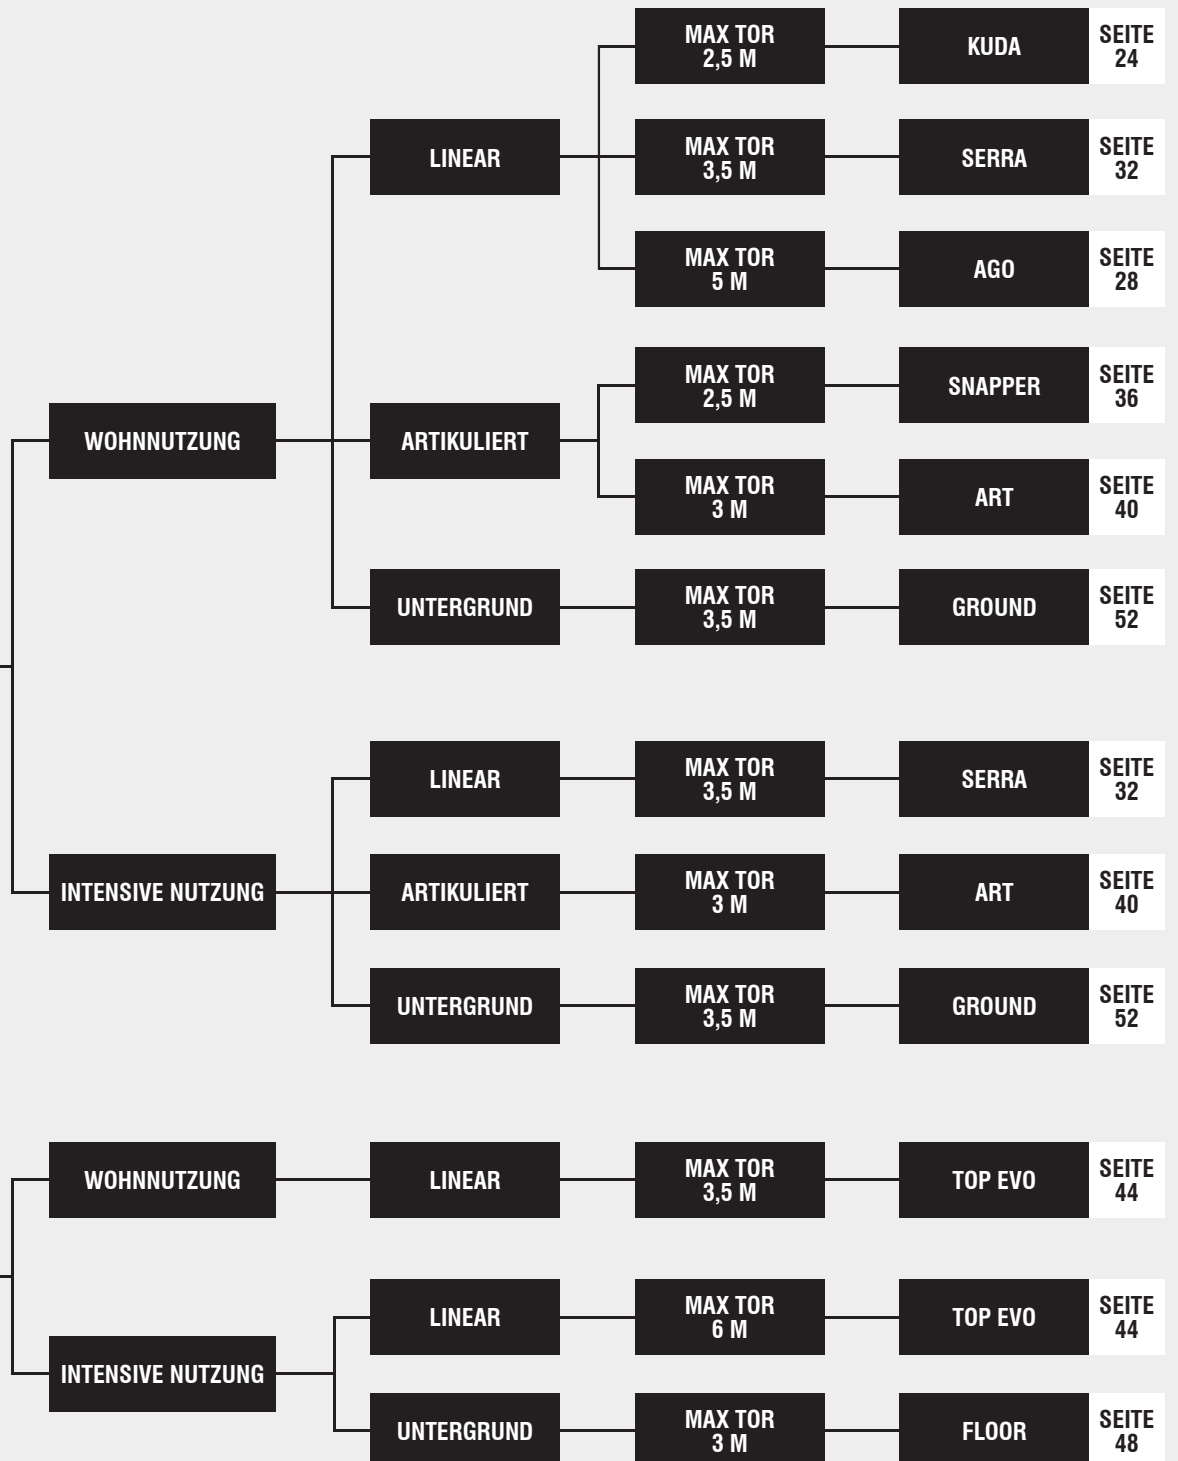 MAX TOR
2,5 M
KUDA
SEITE
24
LINEAR
MAX TOR
3,5 M
SERRA
SEITE
32
MAX TOR
5 M
AGO
SEITE
28
WOHNNUTZUNG
ARTIKULIERT
MAX TOR
2,5 M
SNAPPER
SEITE
36
MAX TOR
3 M
ART
SEITE
40
UNTERGRUND
MAX TOR
3,5 M
GROUND
SEITE
52
INTENSIVE NUTZUNG
LINEAR
MAX TOR
3,5 M
SERRA
SEITE
32
ARTIKULIERT
MAX TOR
3 M
ART
SEITE
40
UNTERGRUND
MAX TOR
3,5 M
GROUND
SEITE
52
WOHNNUTZUNG
LINEAR
MAX TOR
3,5 M
TOP EVO
SEITE
44
INTENSIVE NUTZUNG
LINEAR
MAX TOR
6 M
TOP EVO
SEITE
44
UNTERGRUND
MAX TOR
3 M
FLOOR
SEITE
48